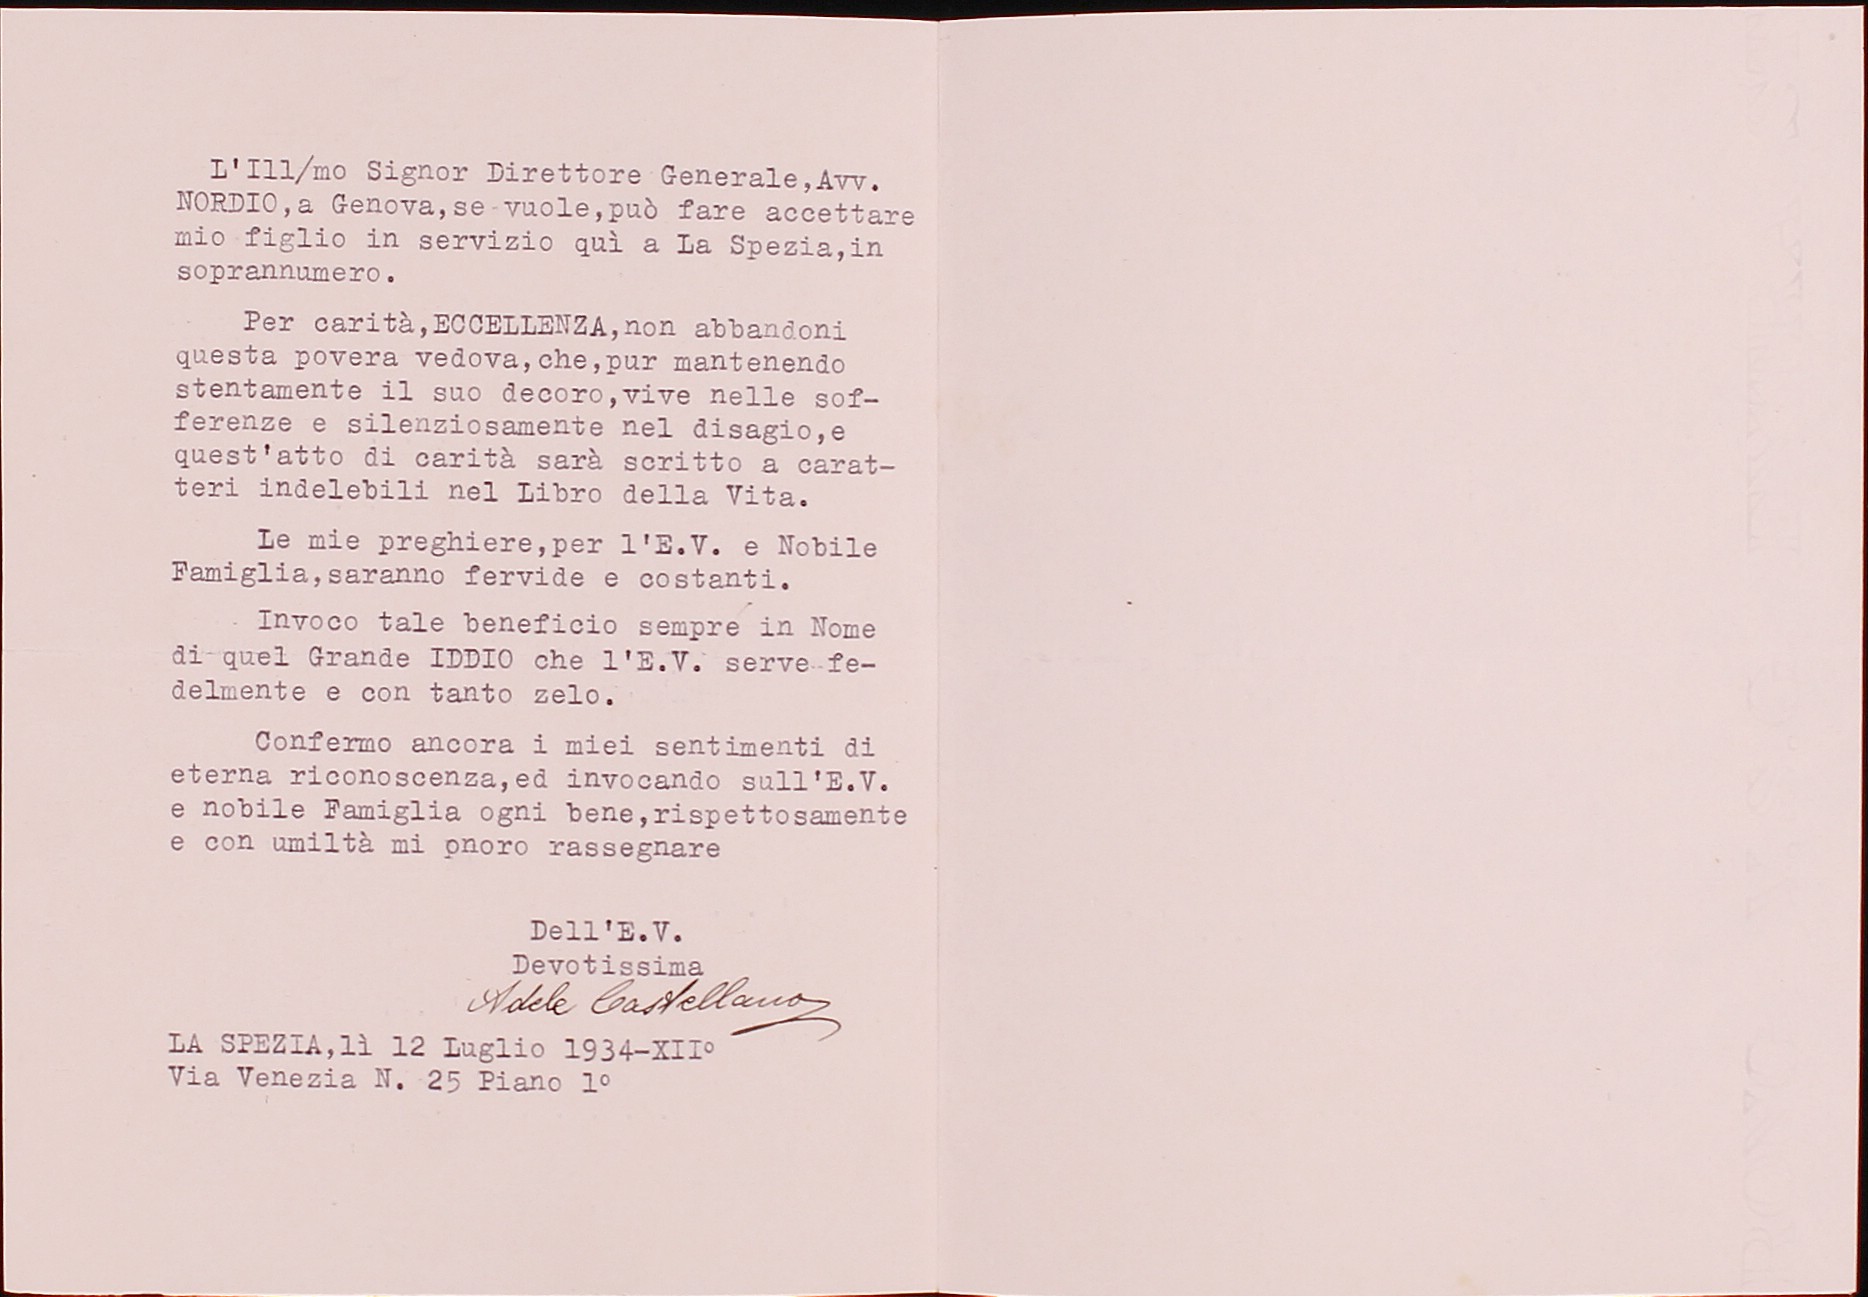 L'Ill/mo Signor Direttore Generale,Avv.
NORDIO,a Genova,se vuole,può fare accettare
mio figlio in servizio quì a La Spezia,in
soprannumero.
Per carità,ECCELLENZA,non abbandoni
questa povera vedova,che,pur mantenendo
stentamente il suo decoro,vive nelle sof-
ferenze e silenziosamente nel disagio,e
quest'atto di carità sarà scritto a carat-
teri indelebili nel Libro della Vita.
Le mie preghiere,per l'E.V. e Nobile
Famiglia,saranno fervide e costanti.
Invoco tale beneficio sempre in Nome
di quel Grande IDDIO che l'E.V. serve fe-
delmente e con tanto zelo.
Confermo ancora i miei sentimenti di
eterna riconoscenza,ed invocando sull'E.V.
e nobile Famiglia ogni bene,rispettosamente
e con umiltà mi onoro rassegnare
Dell'E.V.
Devotissima
Adele Castellano
LA SPEZIA,lì 12 Luglio 1934-XII°
Via Venezia N. 25 Piano 1°